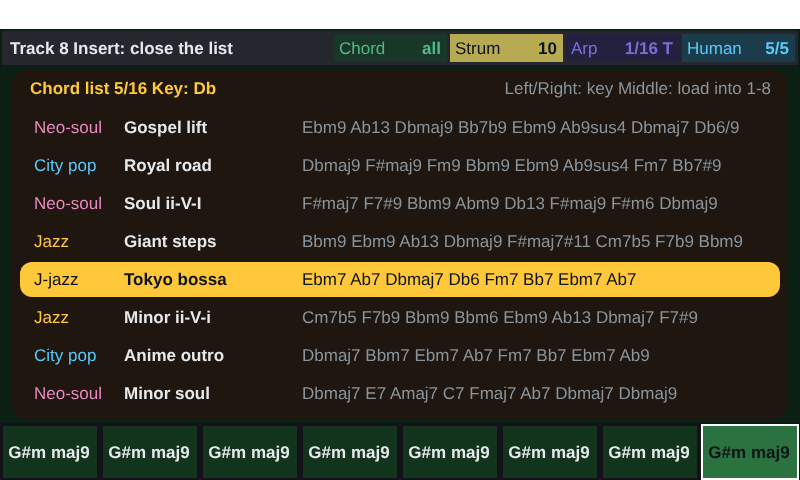 Track 8 Insert: close the list Chord all Strum 10 Arp 1/16 T Human 5/5
Chord list 5/16 Key: Db Left/Right: key Middle: load into 1-8
Neo-soul Gospel lift Ebm9 Ab13 Dbmaj9 Bb7b9 Ebm9 Ab9sus4 Dbmaj7 Db6/9
City pop Royal road Dbmaj9 F#maj9 Fm9 Bbm9 Ebm9 Ab9sus4 Fm7 Bb7#9
Neo-soul Soul ii-V-I F#maj7 F7#9 Bbm9 Abm9 Db13 F#maj9 F#m6 Dbmaj9
Jazz Giant steps Bbm9 Ebm9 Ab13 Dbmaj9 F#maj7#11 Cm7b5 F7b9 Bbm9
J-jazz Tokyo bossa Ebm7 Ab7 Dbmaj7 Db6 Fm7 Bb7 Ebm7 Ab7
Jazz Minor ii-V-i Cm7b5 F7b9 Bbm9 Bbm6 Ebm9 Ab13 Dbmaj7 F7#9
City pop Anime outro Dbmaj7 Bbm7 Ebm7 Ab7 Fm7 Bb7 Ebm7 Ab9
Neo-soul Minor soul Dbmaj7 E7 Amaj7 C7 Fmaj7 Ab7 Dbmaj7 Dbmaj9
G#m maj9 G#m maj9 G#m maj9 G#m maj9 G#m maj9 G#m maj9 G#m maj9 G#m maj9